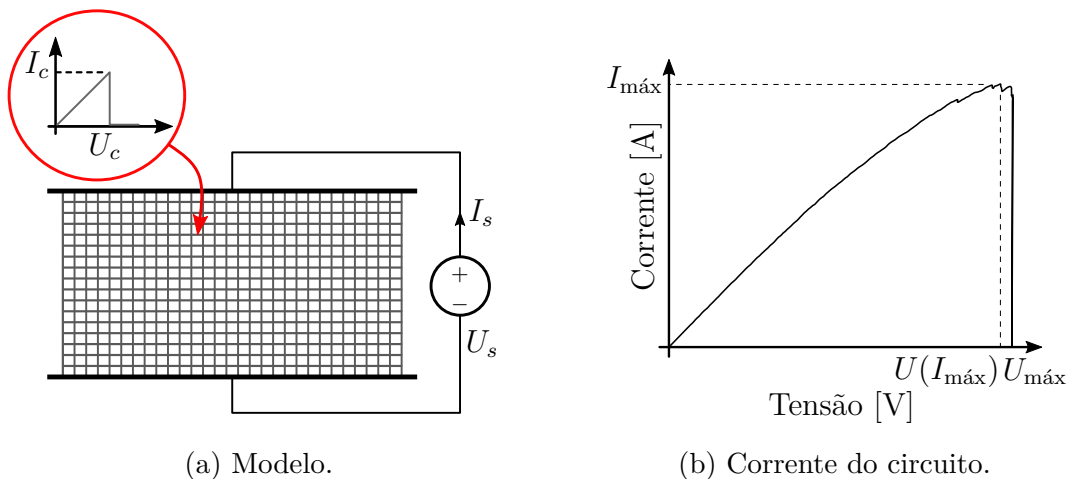 I_c
U_c
I_s
+
−
U_s
(a) Modelo.
I_máx
Corrente [A]
U(I_máx) U_máx
Tensão [V]
(b) Corrente do circuito.